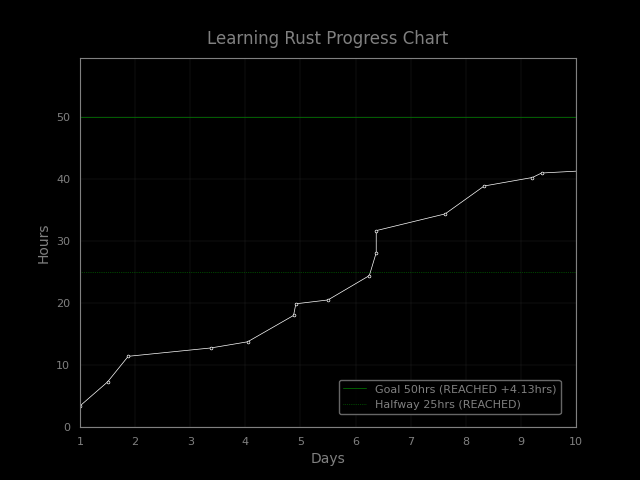 Learning Rust Progress Chart
50
40
30
20
10
0
Hours
Goal 50hrs (REACHED +4.13hrs)
Halfway 25hrs (REACHED)
1 2 3 4 5 6 7 8 9 10
Days